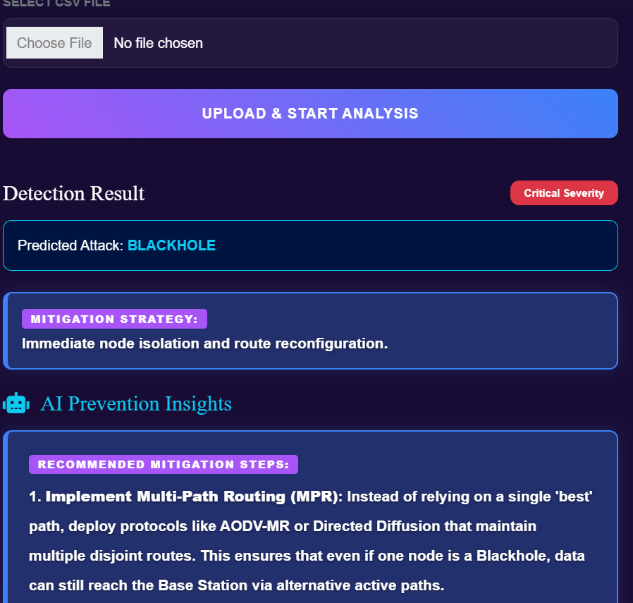 SELECT CSV FILE
Choose File No file chosen
UPLOAD & START ANALYSIS
Detection Result
Critical Severity
Predicted Attack: BLACKHOLE
MITIGATION STRATEGY:
Immediate node isolation and route reconfiguration.
AI Prevention Insights
RECOMMENDED MITIGATION STEPS:
1. Implement Multi-Path Routing (MPR): Instead of relying on a single 'best'
path, deploy protocols like AODV-MR or Directed Diffusion that maintain
multiple disjoint routes. This ensures that even if one node is a Blackhole, data
can still reach the Base Station via alternative active paths.